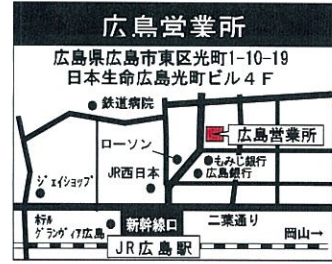 広島営業所
広島県広島市東区光町1-10-19
日本生命広島光町ビル4F
鉄道病院
ローソン
広島営業所
もみじ銀行
広島銀行
JR西日本
ジェイショップ
ホテル
グランヴィア広島
新幹線口
二葉通り
岡山→
JR広島駅